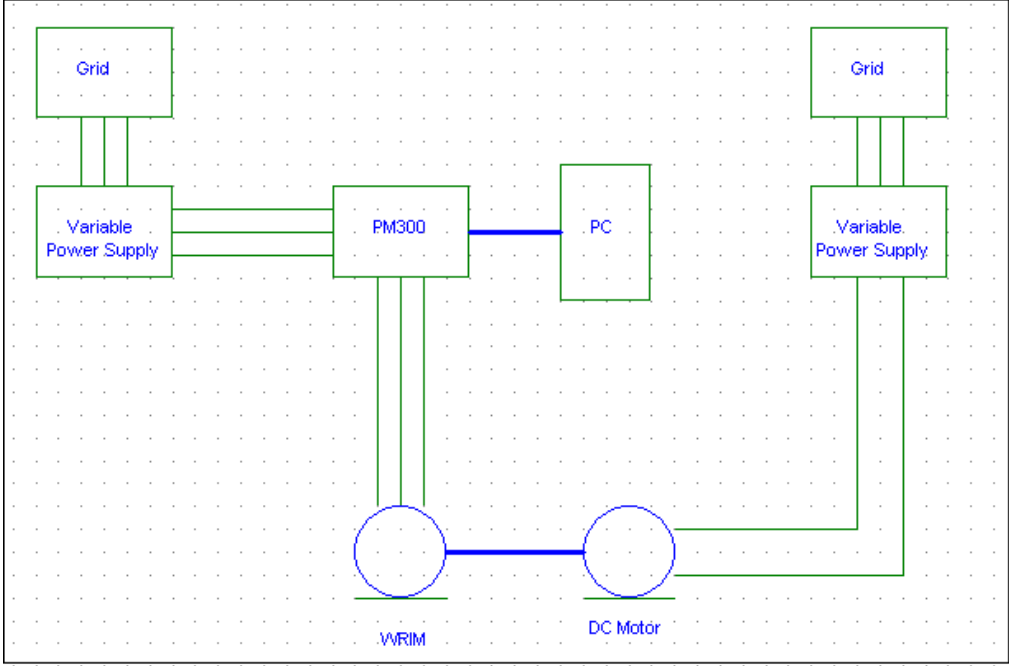 Grid
Grid
Variable
Power Supply
PM300
PC
Variable
Power Supply
WRIM
DC Motor